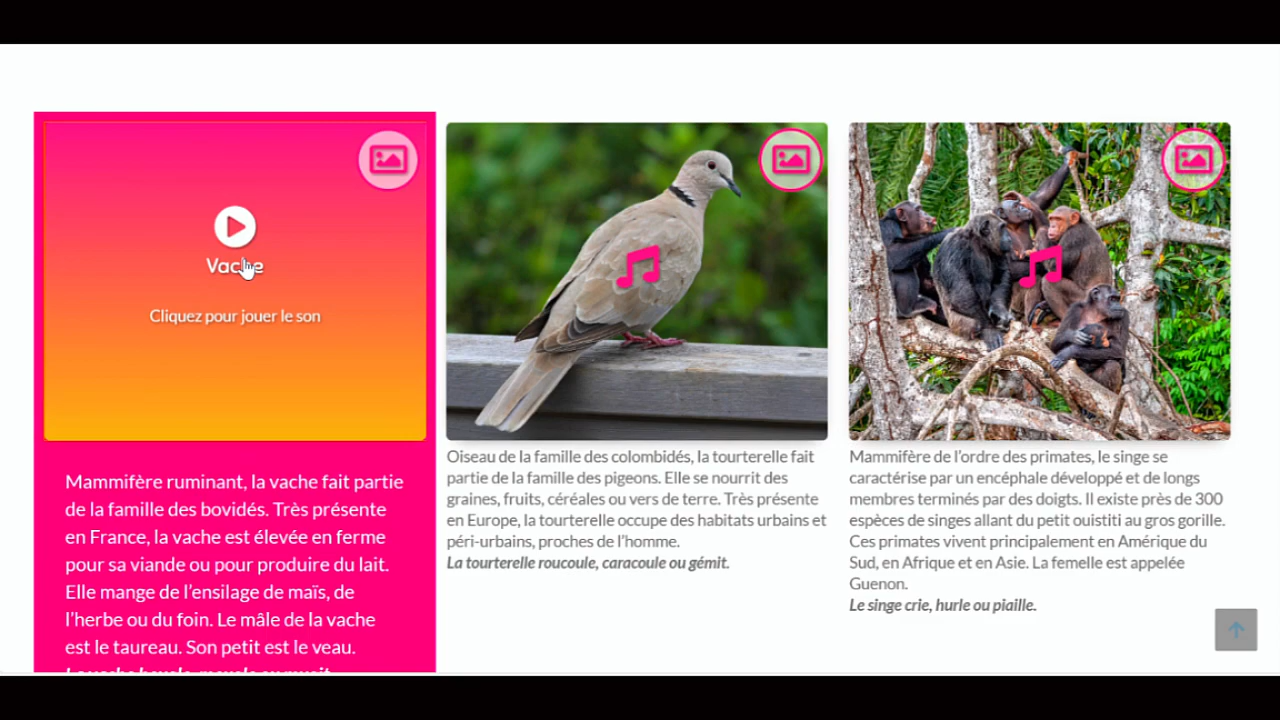 Vache
Cliquez pour jouer le son
Mammifère ruminant, la vache fait partie
de la famille des bovidés. Très présente
en France, la vache est élevée en ferme
pour sa viande ou pour produire du lait.
Elle mange de l'ensilage de maïs, de
l'herbe ou du foin. Le mâle de la vache
est le taureau. Son petit est le veau.
Oiseau de la famille des colombidés, la tourterelle fait
partie de la famille des pigeons. Elle se nourrit des
graines, fruits, céréales ou vers de terre. Très présente
en Europe, la tourterelle occupe des habitats urbains et
péri-urbains, proches de l'homme.
La tourterelle roucoule, caracoule ou gémit.
Mammifère de l'ordre des primates, le singe se
caractérise par un encéphale développé et de longs
membres terminés par des doigts. Il existe près de 300
espèces de singes allant du petit ouistiti au gros gorille.
Ces primates vivent principalement en Amérique du
Sud, en Afrique et en Asie. La femelle est appelée
Guenon.
Le singe crie, hurle ou piaille.